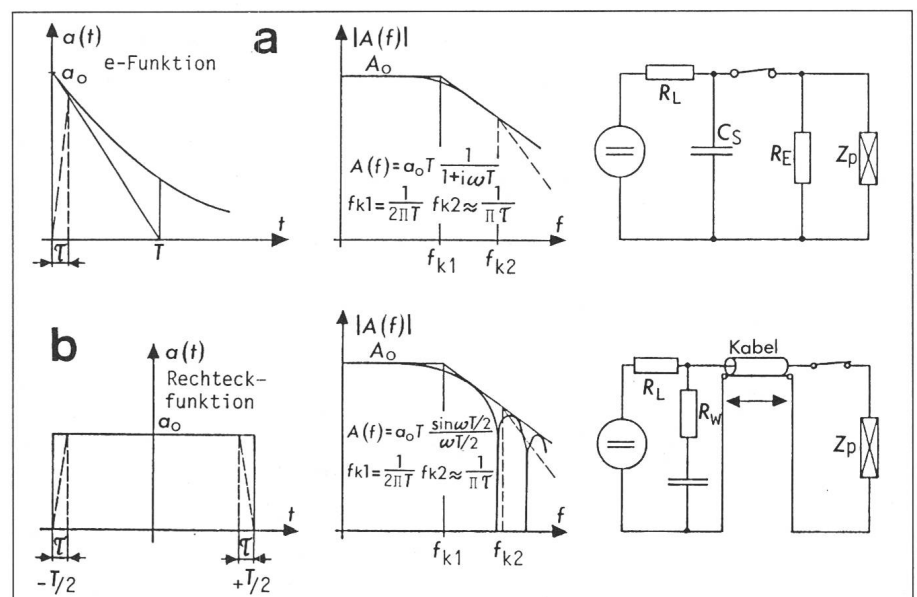 a
a(t)
a₀
e-Funktion
t
τ
T
|A(f)|
A₀
A(f)=a₀T 1/(1+iωT)
fk1=1/(2πT) fk2≈1/(πτ)
f
f_k1 f_k2
R_L
C_S
R_E
Z_p
b
a(t)
Rechteck-
funktion
a₀
t
τ τ
-T/2 +T/2
|A(f)|
A₀
A(f)=a₀T (sinωT/2)/(ωT/2)
fk1=1/(2πT) fk2≈1/(πτ)
f
f_k1 f_k2
Kabel
R_L
R_W
Z_p